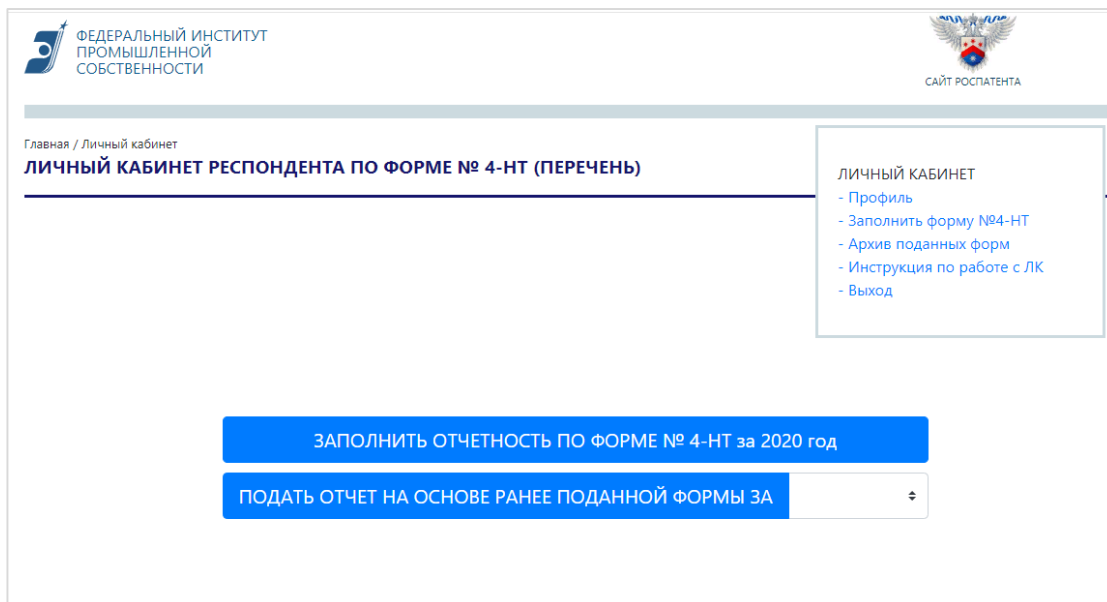 ФЕДЕРАЛЬНЫЙ ИНСТИТУТ
ПРОМЫШЛЕННОЙ
СОБСТВЕННОСТИ
САЙТ РОСПАТЕНТА
Главная / Личный кабинет
ЛИЧНЫЙ КАБИНЕТ РЕСПОНДЕНТА ПО ФОРМЕ № 4-НТ (ПЕРЕЧЕНЬ)
ЛИЧНЫЙ КАБИНЕТ
- Профиль
- Заполнить форму №4-НТ
- Архив поданных форм
- Инструкция по работе с ЛК
- Выход
ЗАПОЛНИТЬ ОТЧЕТНОСТЬ ПО ФОРМЕ № 4-НТ за 2020 год
ПОДАТЬ ОТЧЕТ НА ОСНОВЕ РАНЕЕ ПОДАННОЙ ФОРМЫ ЗА